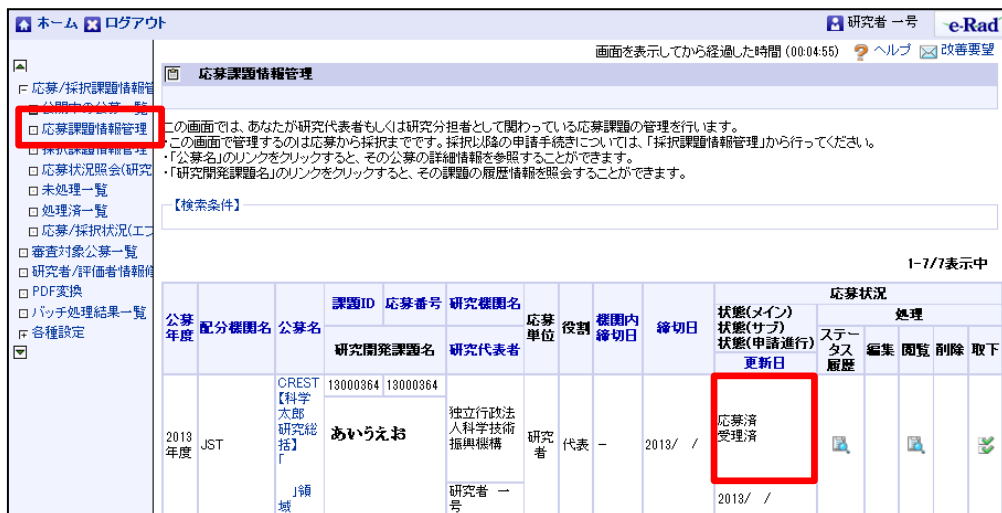 ホーム ログアウト
研究者 一号
e-Rad
画面を表示してから経過した時間 (00:04:55) ヘルプ 改善要望
応募/採択課題情報管
公開中の公募一覧
応募課題情報管理
採択課題情報管理
応募状況照会(研究
未処理一覧
処理済一覧
応募/採択状況(エフ
審査対象公募一覧
研究者/評価者情報修
PDF変換
バッチ処理結果一覧
各種設定
応募課題情報管理
この画面では、あなたが研究代表者もしくは研究分担者として関わっている応募課題の管理を行います。
・この画面で管理するのは応募から採択までです。採択以降の申請手続きについては、「採択課題情報管理」から行ってください。
・「公募名」のリンクをクリックすると、その公募の詳細情報を参照することができます。
・「研究開発課題名」のリンクをクリックすると、その課題の履歴情報を照会することができます。
【検索条件】
1-7/7表示中
公募
年度
配分機関名
公募名
課題ID
応募番号
研究機関名
研究開発課題名
研究代表者
応募
単位
役割
機関内
締切日
締切日
応募状況
状態(メイン)
状態(サブ)
状態(申請進行)
更新日
処理
ステー
タス
履歴
編集
閲覧
削除
取下
2013
年度
JST
CREST
【科学
太郎
研究総
括】
「
」領
域
13000364
13000364
あいうえお
独立行政法
人科学技術
振興機構
研究者 一
号
研究
者
代表
-
2013/ /
応募済
受理済
2013/ /